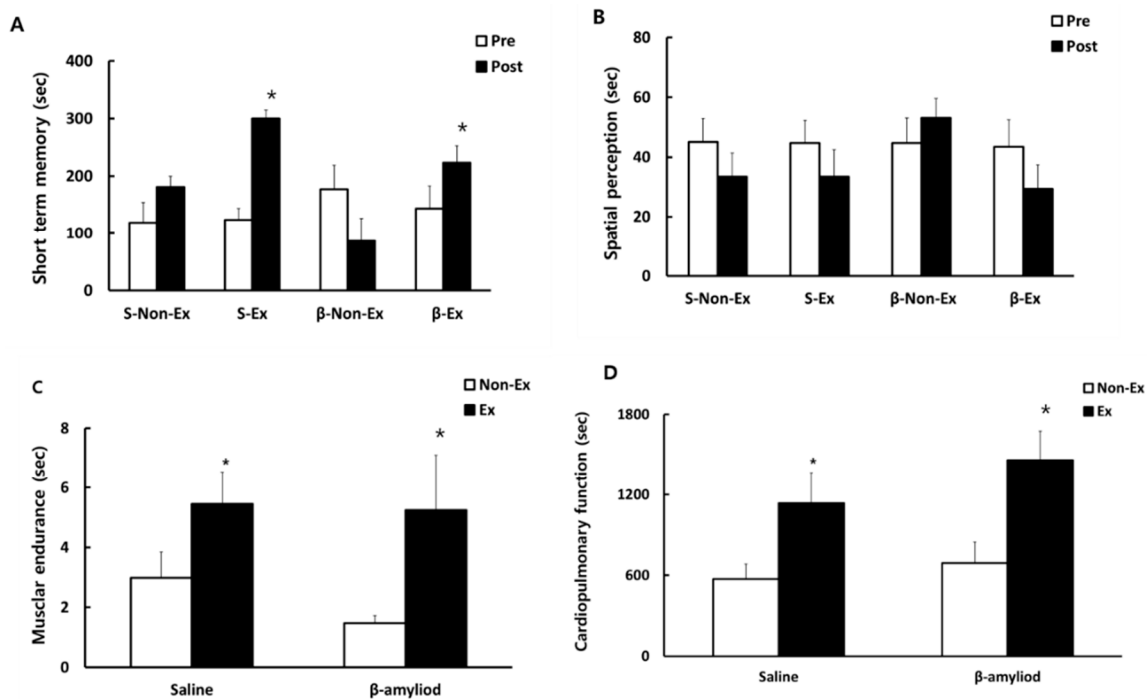 A
Pre
Post
Short term memory (sec)
400
300
200
100
0
*
*
S-Non-Ex S-Ex β-Non-Ex β-Ex
B
Pre
Post
Spatial perception (sec)
80
60
40
20
0
S-Non-Ex S-Ex β-Non-Ex β-Ex
C
Non-Ex
Ex
Musclar endurance (sec)
8
6
4
2
0
*
*
Saline β-amyliod
D
Non-Ex
Ex
Cardiopulmonary function (sec)
1800
1200
600
0
*
*
Saline β-amyliod